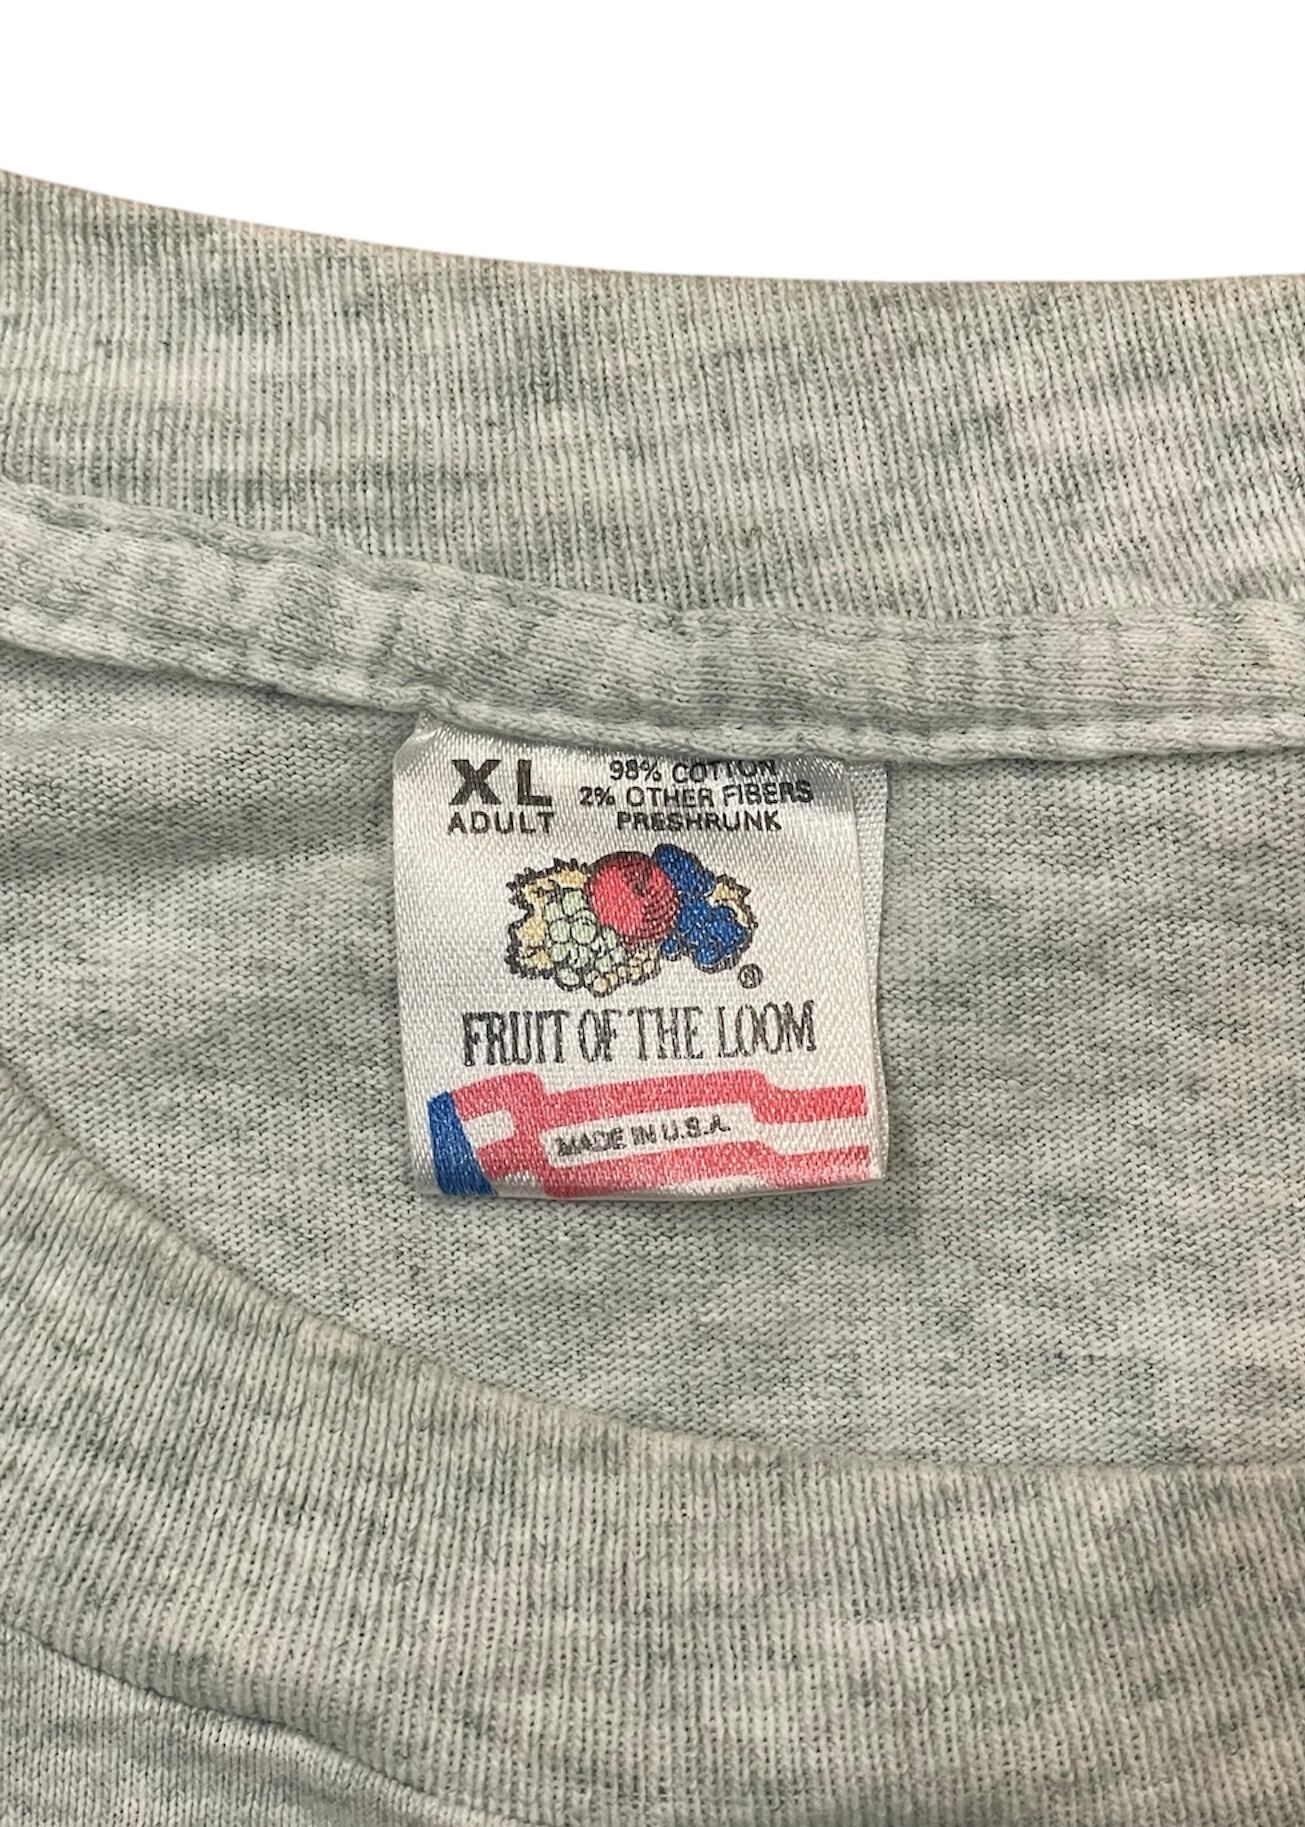 XL
ADULT
98% COTTON
2% OTHER FIBERS
PRESHRUNK
®
FRUIT OF THE LOOM
MADE IN U.S.A.